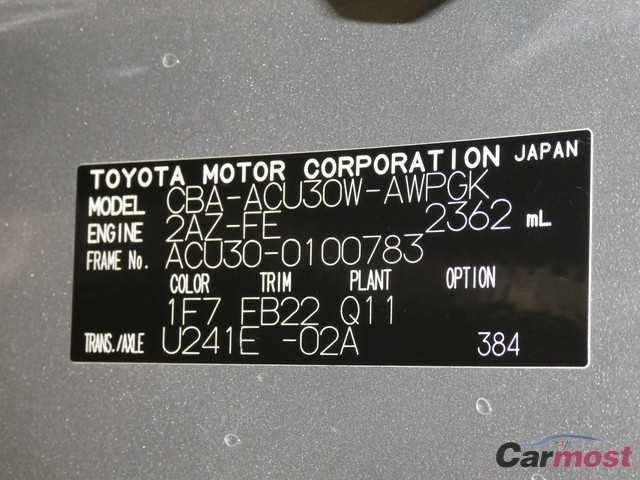 TOYOTA MOTOR CORPORATION JAPAN
MODEL CBA-ACU30W-AWPGK
ENGINE 2AZ-FE 2362 mL
FRAME No. ACU30-0100783
COLOR TRIM PLANT OPTION
1F7 FB22 Q11
TRANS./AXLE U241E -02A 384
Carmost